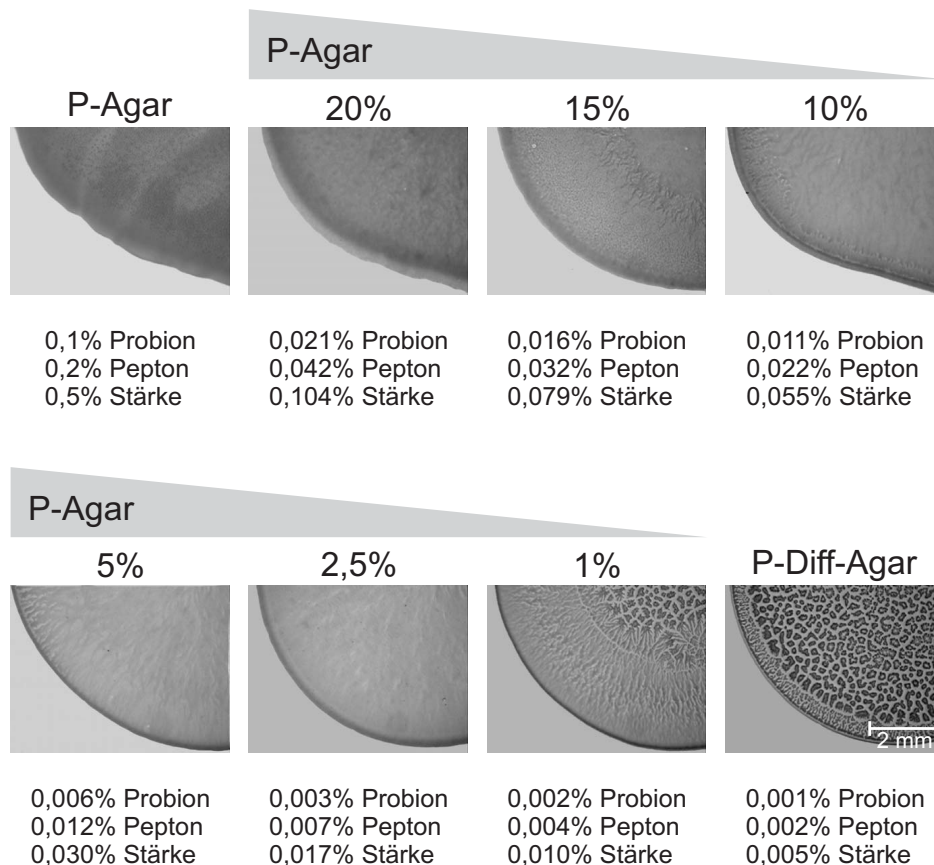 P-Agar
P-Agar
20%
15%
10%
0,1% Probion
0,2% Pepton
0,5% Stärke
0,021% Probion
0,042% Pepton
0,104% Stärke
0,016% Probion
0,032% Pepton
0,079% Stärke
0,011% Probion
0,022% Pepton
0,055% Stärke
P-Agar
5%
2,5%
1%
P-Diff-Agar
2 mm
0,006% Probion
0,012% Pepton
0,030% Stärke
0,003% Probion
0,007% Pepton
0,017% Stärke
0,002% Probion
0,004% Pepton
0,010% Stärke
0,001% Probion
0,002% Pepton
0,005% Stärke